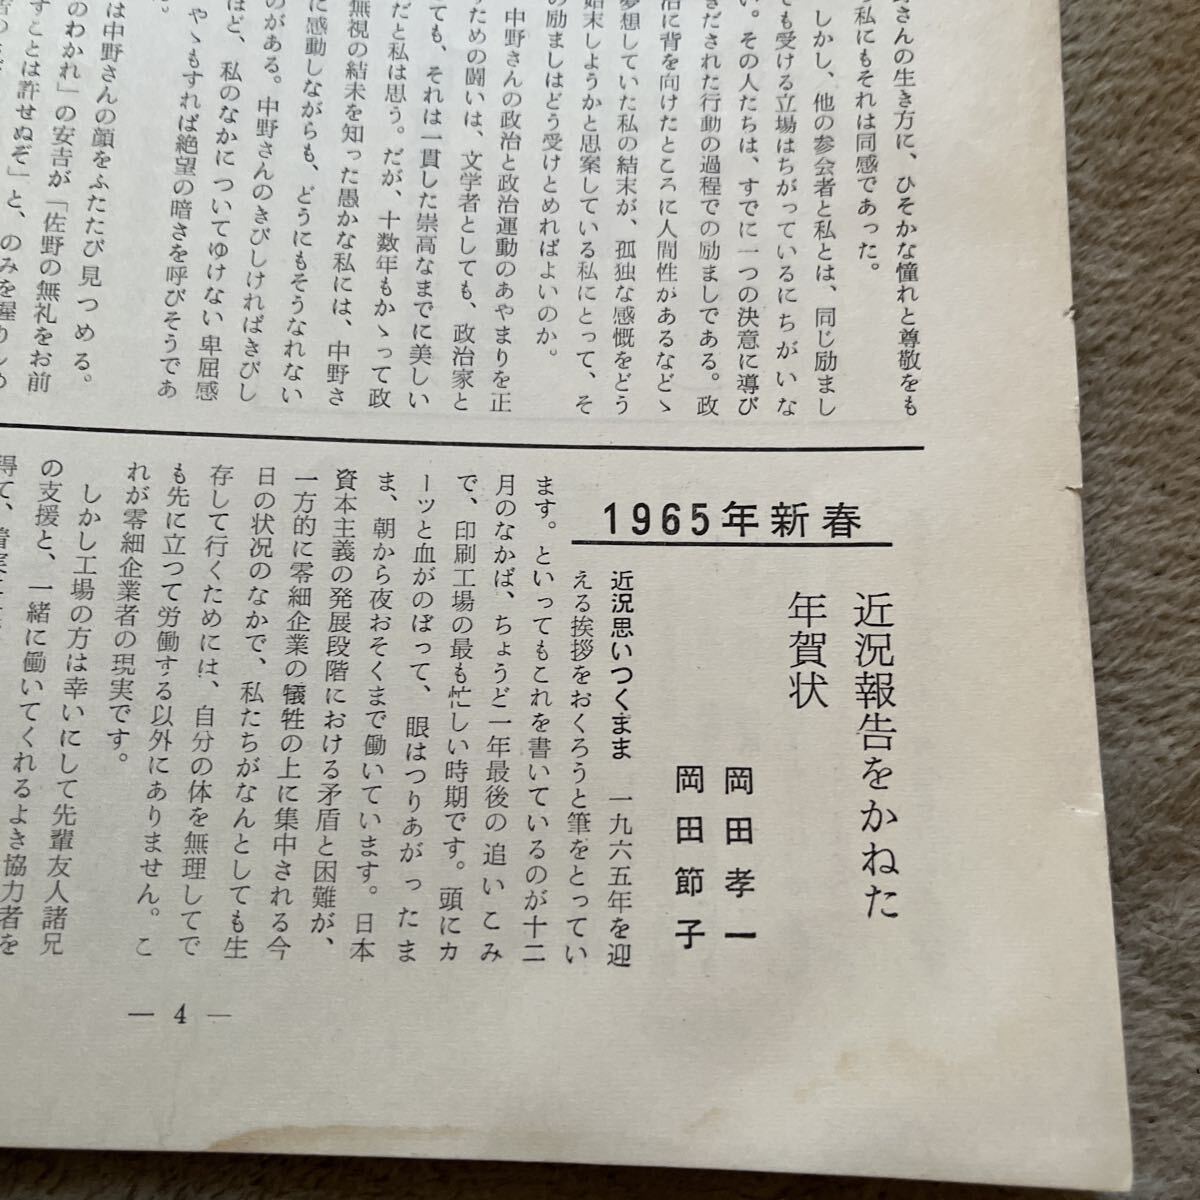 野さんの生き方に、ひそかな憧れと尊敬をも
私にもそれは同感であった。
しかし、他の参会者と私とは、同じ励まし
ても受ける立場はちがっているにちがいな
い。その人たちは、すでに一つの決意に導び
きだされた行動の過程での励ましである。政
治に背を向けたところに人間性があるなどゝ
夢想していた私の結末が、孤独な感慨をどう
始末しようかと思案している私にとって、そ
の励ましはどう受けとめればよいのか。
中野さんの政治と政治運動のあやまりを正
すための闘いは、文学者としても、政治家と
ても、それは一貫した崇高なまでに美しい
だと私は思う。だが、十数年もかゝって政
無視の結末を知った愚かな私には、中野さ
に感動しながらも、どうにもそうなれない
のがある。中野さんのきびしければきびし
ほど、私のなかについてゆけない卑屈感
やゝもすれば絶望の暗さを呼びそうであ
は中野さんの顔をふたたび見つめる。
のわかれ」の安吉が「佐野の無礼をお前
すことは許せぬぞ」と、のみを握りしめ
1965年新春
近況報告をかねた
年賀状
岡田孝一
岡田節子
近況思いつくまま　一九六五年を迎
える挨拶をおくろうと筆をとってい
ます。といってもこれを書いているのが十二
月のなかば、ちょうど一年最後の追いこみ
で、印刷工場の最も忙しい時期です。頭にカ
ーッと血がのぼって、眼はつりあがったま
ま、朝から夜おそくまで働いています。日本
資本主義の発展段階における矛盾と困難が、
一方的に零細企業の犠牲の上に集中される今
日の状況のなかで、私たちがなんとしても生
存して行くためには、自分の体を無理してで
も先に立つて労働する以外にありません。こ
れが零細企業者の現実です。
しかし工場の方は幸いにして先輩友人諸兄
の支援と、一緒に働いてくれるよき協力者を
得て、着実
— 4 —